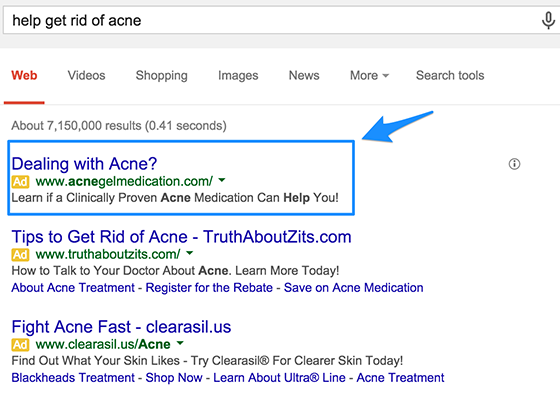 help get rid of acne
Web Videos Shopping Images News More Search tools
About 7,150,000 results (0.41 seconds)
Dealing with Acne?
Ad www.acnegelmedication.com/
Learn if a Clinically Proven Acne Medication Can Help You!
Tips to Get Rid of Acne - TruthAboutZits.com
Ad www.truthaboutzits.com/
How to Talk to Your Doctor About Acne. Learn More Today!
About Acne Treatment - Register for the Rebate - Save on Acne Medication
Fight Acne Fast - clearasil.us
Ad www.clearasil.us/Acne
Find Out What Your Skin Likes - Try Clearasil® For Clearer Skin Today!
Blackheads Treatment - Shop Now - Learn About Ultra® Line - Acne Treatment